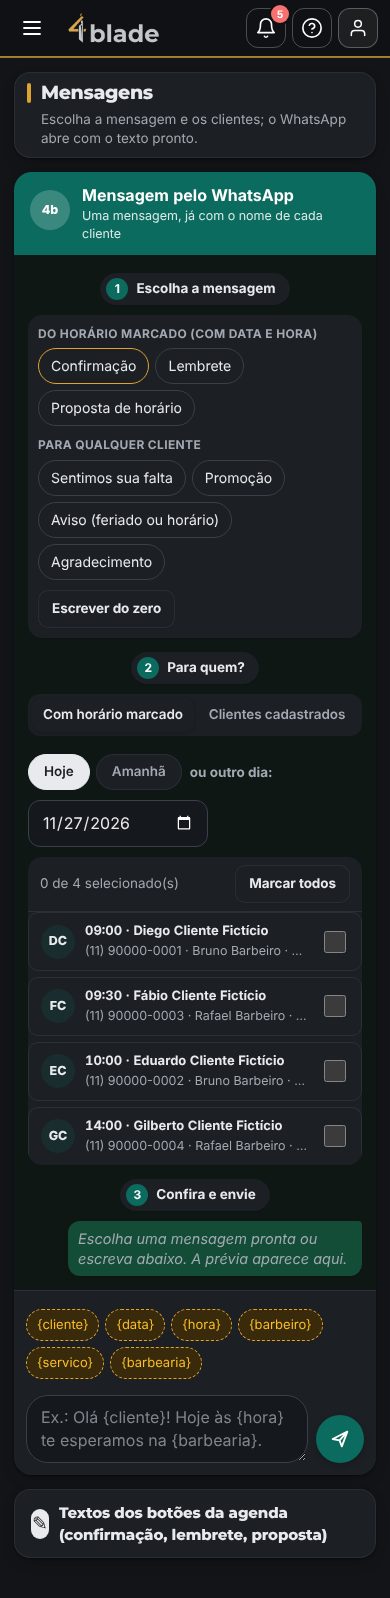 4blade
5
Mensagens
Escolha a mensagem e os clientes; o WhatsApp
abre com o texto pronto.
4b
Mensagem pelo WhatsApp
Uma mensagem, já com o nome de cada
cliente
1 Escolha a mensagem
DO HORÁRIO MARCADO (COM DATA E HORA)
Confirmação Lembrete
Proposta de horário
PARA QUALQUER CLIENTE
Sentimos sua falta Promoção
Aviso (feriado ou horário)
Agradecimento
Escrever do zero
2 Para quem?
Com horário marcado Clientes cadastrados
Hoje Amanhã ou outro dia:
11/27/2026
0 de 4 selecionado(s) Marcar todos
DC
09:00 · Diego Cliente Fictício
(11) 90000-0001 · Bruno Barbeiro · ...
FC
09:30 · Fábio Cliente Fictício
(11) 90000-0003 · Rafael Barbeiro · ...
EC
10:00 · Eduardo Cliente Fictício
(11) 90000-0002 · Bruno Barbeiro · ...
GC
14:00 · Gilberto Cliente Fictício
(11) 90000-0004 · Rafael Barbeiro · ...
3 Confira e envie
Escolha uma mensagem pronta ou
escreva abaixo. A prévia aparece aqui.
{cliente} {data} {hora} {barbeiro}
{servico} {barbearia}
Ex.: Olá {cliente}! Hoje às {hora}
te esperamos na {barbearia}.
Textos dos botões da agenda
(confirmação, lembrete, proposta)